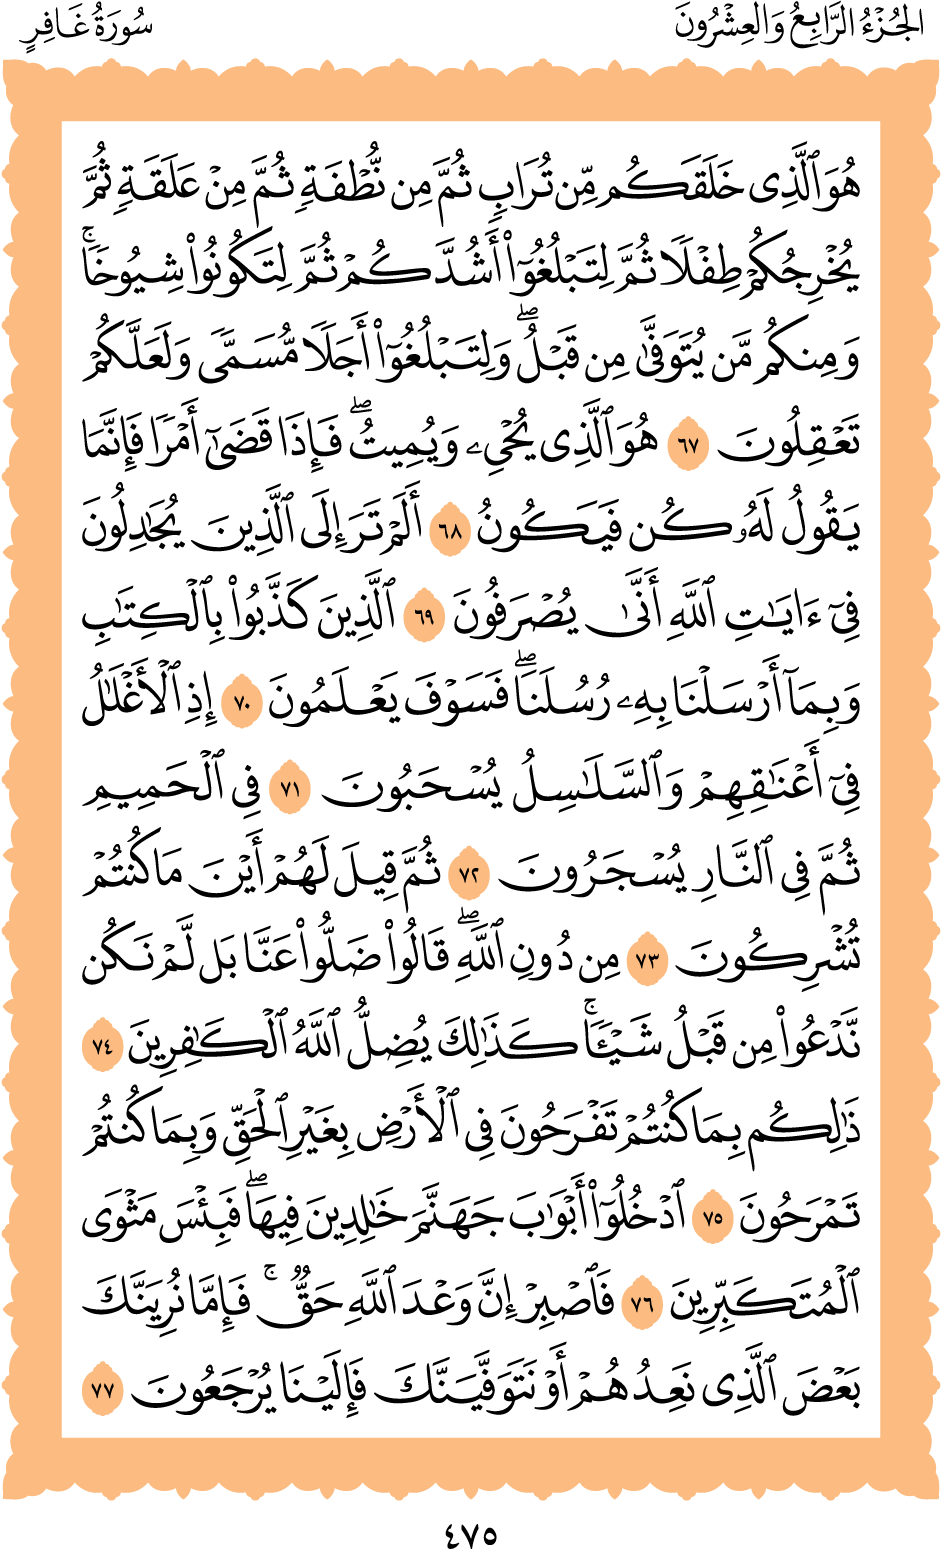 الجُزْءُ الرَّابِعُ وَالعِشْرُونَ
سُورَةُ غَافِرٍ
هُوَ ٱلَّذِى خَلَقَكُم مِّن تُرَابٍ ثُمَّ مِن نُّطْفَةٍ ثُمَّ مِنْ عَلَقَةٍ ثُمَّ
يُخْرِجُكُمْ طِفْلًا ثُمَّ لِتَبْلُغُوٓا۟ أَشُدَّكُمْ ثُمَّ لِتَكُونُوا۟ شِيُوخًا ۚ
وَمِنكُم مَّن يُتَوَفَّىٰ مِن قَبْلُ ۖ وَلِتَبْلُغُوٓا۟ أَجَلًا مُّسَمًّى وَلَعَلَّكُمْ
تَعْقِلُونَ ٦٧ هُوَ ٱلَّذِى يُحْىِۦ وَيُمِيتُ ۖ فَإِذَا قَضَىٰٓ أَمْرًا فَإِنَّمَا
يَقُولُ لَهُۥ كُن فَيَكُونُ ٦٨ أَلَمْ تَرَ إِلَى ٱلَّذِينَ يُجَٰدِلُونَ
فِىٓ ءَايَٰتِ ٱللَّهِ أَنَّىٰ يُصْرَفُونَ ٦٩ ٱلَّذِينَ كَذَّبُوا۟ بِٱلْكِتَٰبِ
وَبِمَآ أَرْسَلْنَا بِهِۦ رُسُلَنَا ۖ فَسَوْفَ يَعْلَمُونَ ٧٠ إِذِ ٱلْأَغْلَٰلُ
فِىٓ أَعْنَٰقِهِمْ وَٱلسَّلَٰسِلُ يُسْحَبُونَ ٧١ فِى ٱلْحَمِيمِ
ثُمَّ فِى ٱلنَّارِ يُسْجَرُونَ ٧٢ ثُمَّ قِيلَ لَهُمْ أَيْنَ مَا كُنتُمْ
تُشْرِكُونَ ٧٣ مِن دُونِ ٱللَّهِ ۖ قَالُوا۟ ضَلُّوا۟ عَنَّا بَل لَّمْ نَكُن
نَّدْعُوا۟ مِن قَبْلُ شَيْـًٔا ۚ كَذَٰلِكَ يُضِلُّ ٱللَّهُ ٱلْكَٰفِرِينَ ٧٤
ذَٰلِكُم بِمَا كُنتُمْ تَفْرَحُونَ فِى ٱلْأَرْضِ بِغَيْرِ ٱلْحَقِّ وَبِمَا كُنتُمْ
تَمْرَحُونَ ٧٥ ٱدْخُلُوٓا۟ أَبْوَٰبَ جَهَنَّمَ خَٰلِدِينَ فِيهَا ۖ فَبِئْسَ مَثْوَى
ٱلْمُتَكَبِّرِينَ ٧٦ فَٱصْبِرْ إِنَّ وَعْدَ ٱللَّهِ حَقٌّ ۚ فَإِمَّا نُرِيَنَّكَ
بَعْضَ ٱلَّذِى نَعِدُهُمْ أَوْ نَتَوَفَّيَنَّكَ فَإِلَيْنَا يُرْجَعُونَ ٧٧
٤٧٥